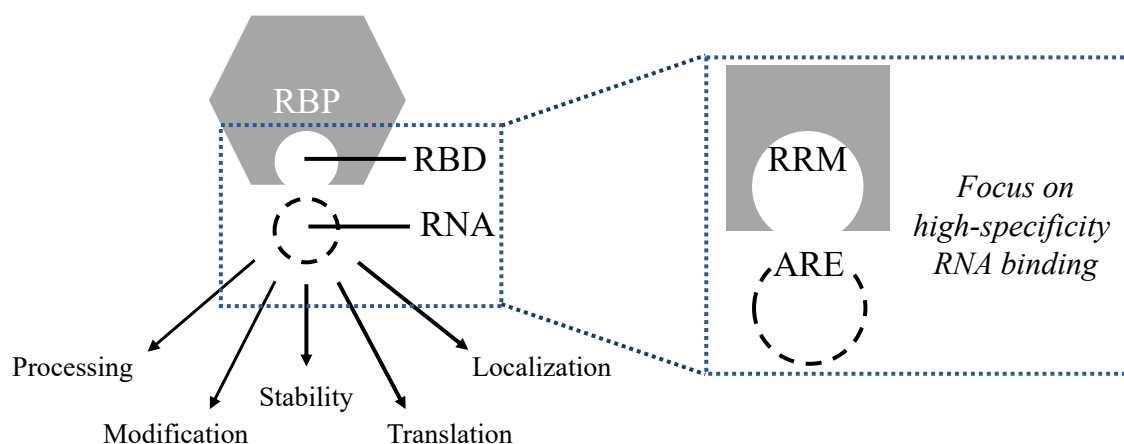 RBP
RBD
RNA
Processing
Modification
Stability
Translation
Localization
RRM
ARE
Focus on
high-specificity
RNA binding